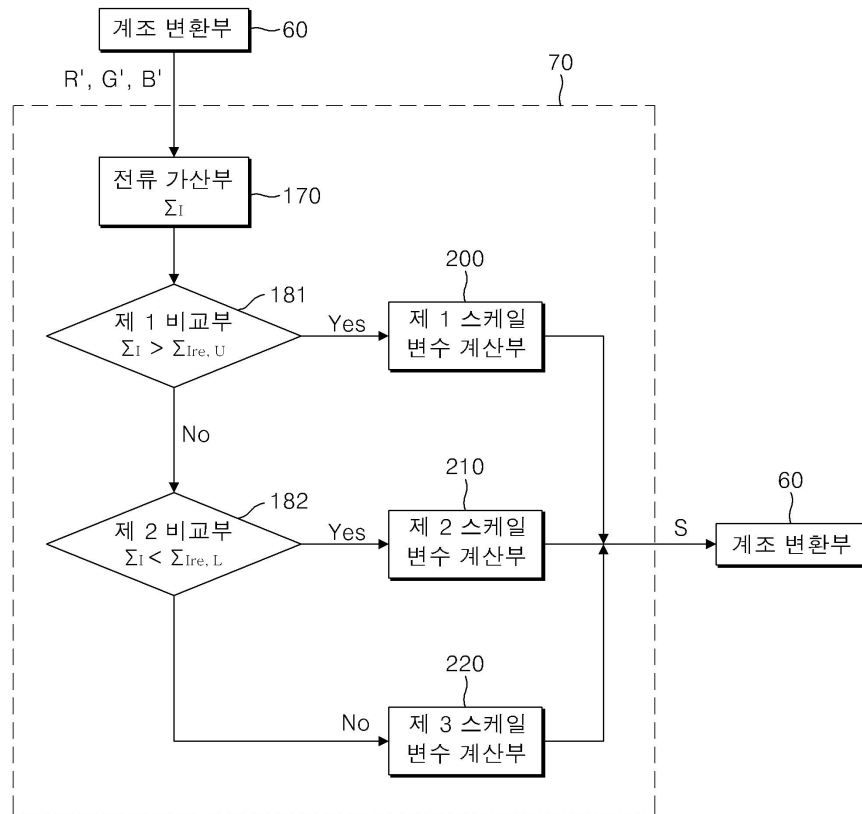 계조 변환부
60
R', G', B'
70
전류 가산부
ΣI
170
제 1 비교부
ΣI > ΣIre, U
181
Yes
200
제 1 스케일
변수 계산부
No
제 2 비교부
ΣI < ΣIre, L
182
Yes
210
제 2 스케일
변수 계산부
S
60
계조 변환부
No
220
제 3 스케일
변수 계산부